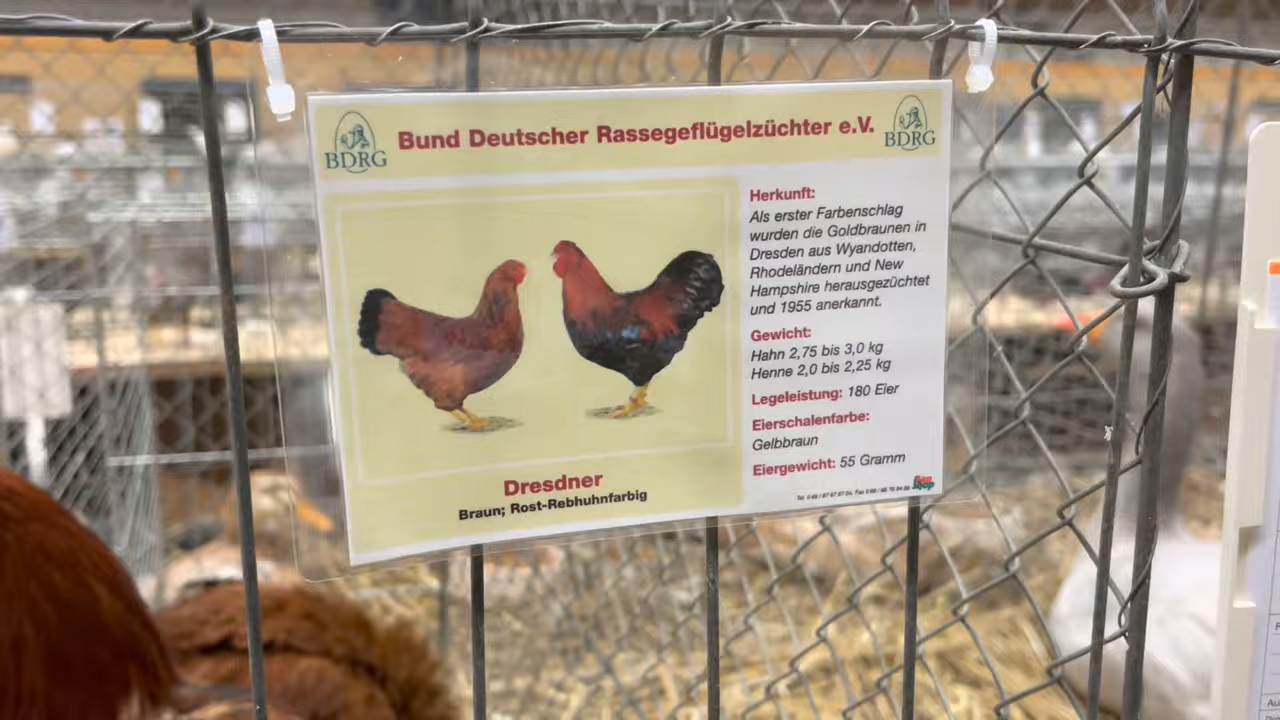 BDRG
Bund Deutscher Rassegeflügelzüchter e.V.
BDRG
Herkunft:
Als erster Farbenschlag
wurden die Goldbraunen in
Dresden aus Wyandotten,
Rhodeländern und New
Hampshire herausgezüchtet
und 1955 anerkannt.
Gewicht:
Hahn 2,75 bis 3,0 kg
Henne 2,0 bis 2,25 kg
Legeleistung: 180 Eier
Eierschalenfarbe:
Gelbbraun
Eiergewicht: 55 Gramm
Dresdner
Braun; Rost-Rebhuhnfarbig